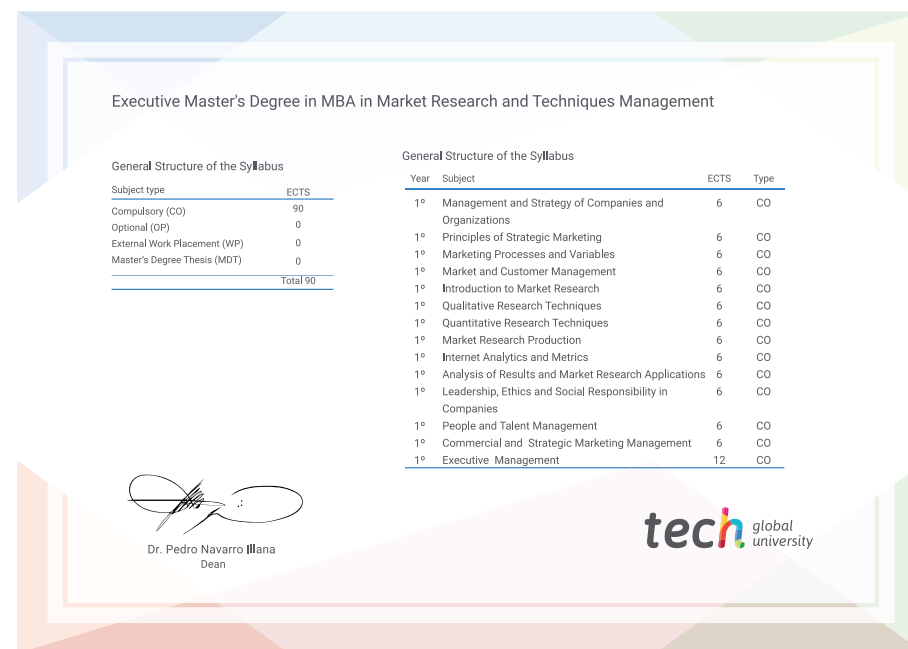 Executive Master's Degree in MBA in Market Research and Techniques Management
General Structure of the Syllabus
Subject type ECTS
Compulsory (CO) 90
Optional (OP) 0
External Work Placement (WP) 0
Master's Degree Thesis (MDT) 0
Total 90
General Structure of the Syllabus
Year Subject ECTS Type
1º Management and Strategy of Companies and 6 CO
Organizations
1º Principles of Strategic Marketing 6 CO
1º Marketing Processes and Variables 6 CO
1º Market and Customer Management 6 CO
1º Introduction to Market Research 6 CO
1º Qualitative Research Techniques 6 CO
1º Quantitative Research Techniques 6 CO
1º Market Research Production 6 CO
1º Internet Analytics and Metrics 6 CO
1º Analysis of Results and Market Research Applications 6 CO
1º Leadership, Ethics and Social Responsibility in 6 CO
Companies
1º People and Talent Management 6 CO
1º Commercial and Strategic Marketing Management 6 CO
1º Executive Management 12 CO
Dr. Pedro Navarro Illana
Dean
tech global
university